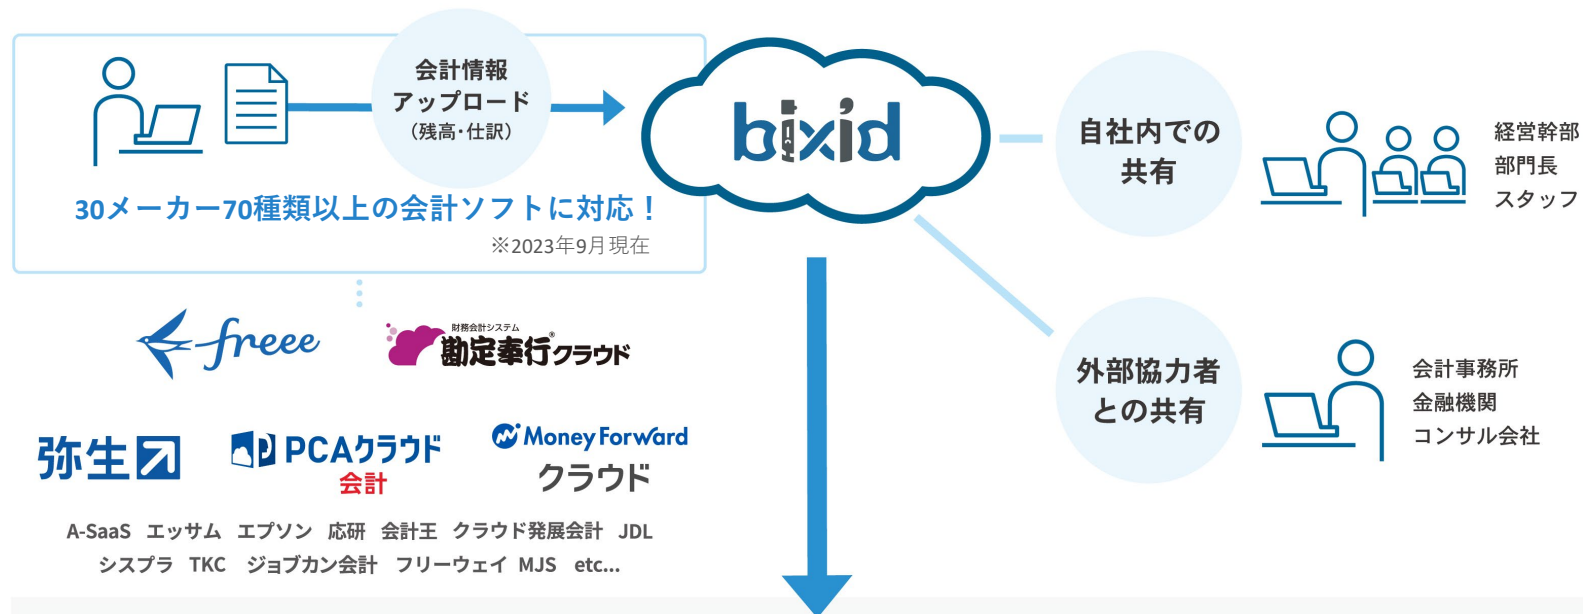 会計情報
アップロード
（残高・仕訳）
30メーカー70種類以上の会計ソフトに対応！
※2023年9月現在
bixid
自社内での
共有
経営幹部
部門長
スタッフ
外部協力者
との共有
会計事務所
金融機関
コンサル会社
freee
財務会計システム
勘定奉行®クラウド
弥生
PCAクラウド
会計
Money Forward
クラウド
A-SaaS エッサム エプソン 応研 会計王 クラウド発展会計 JDL
シスプラ TKC ジョブカン会計 フリーウェイ MJS etc...